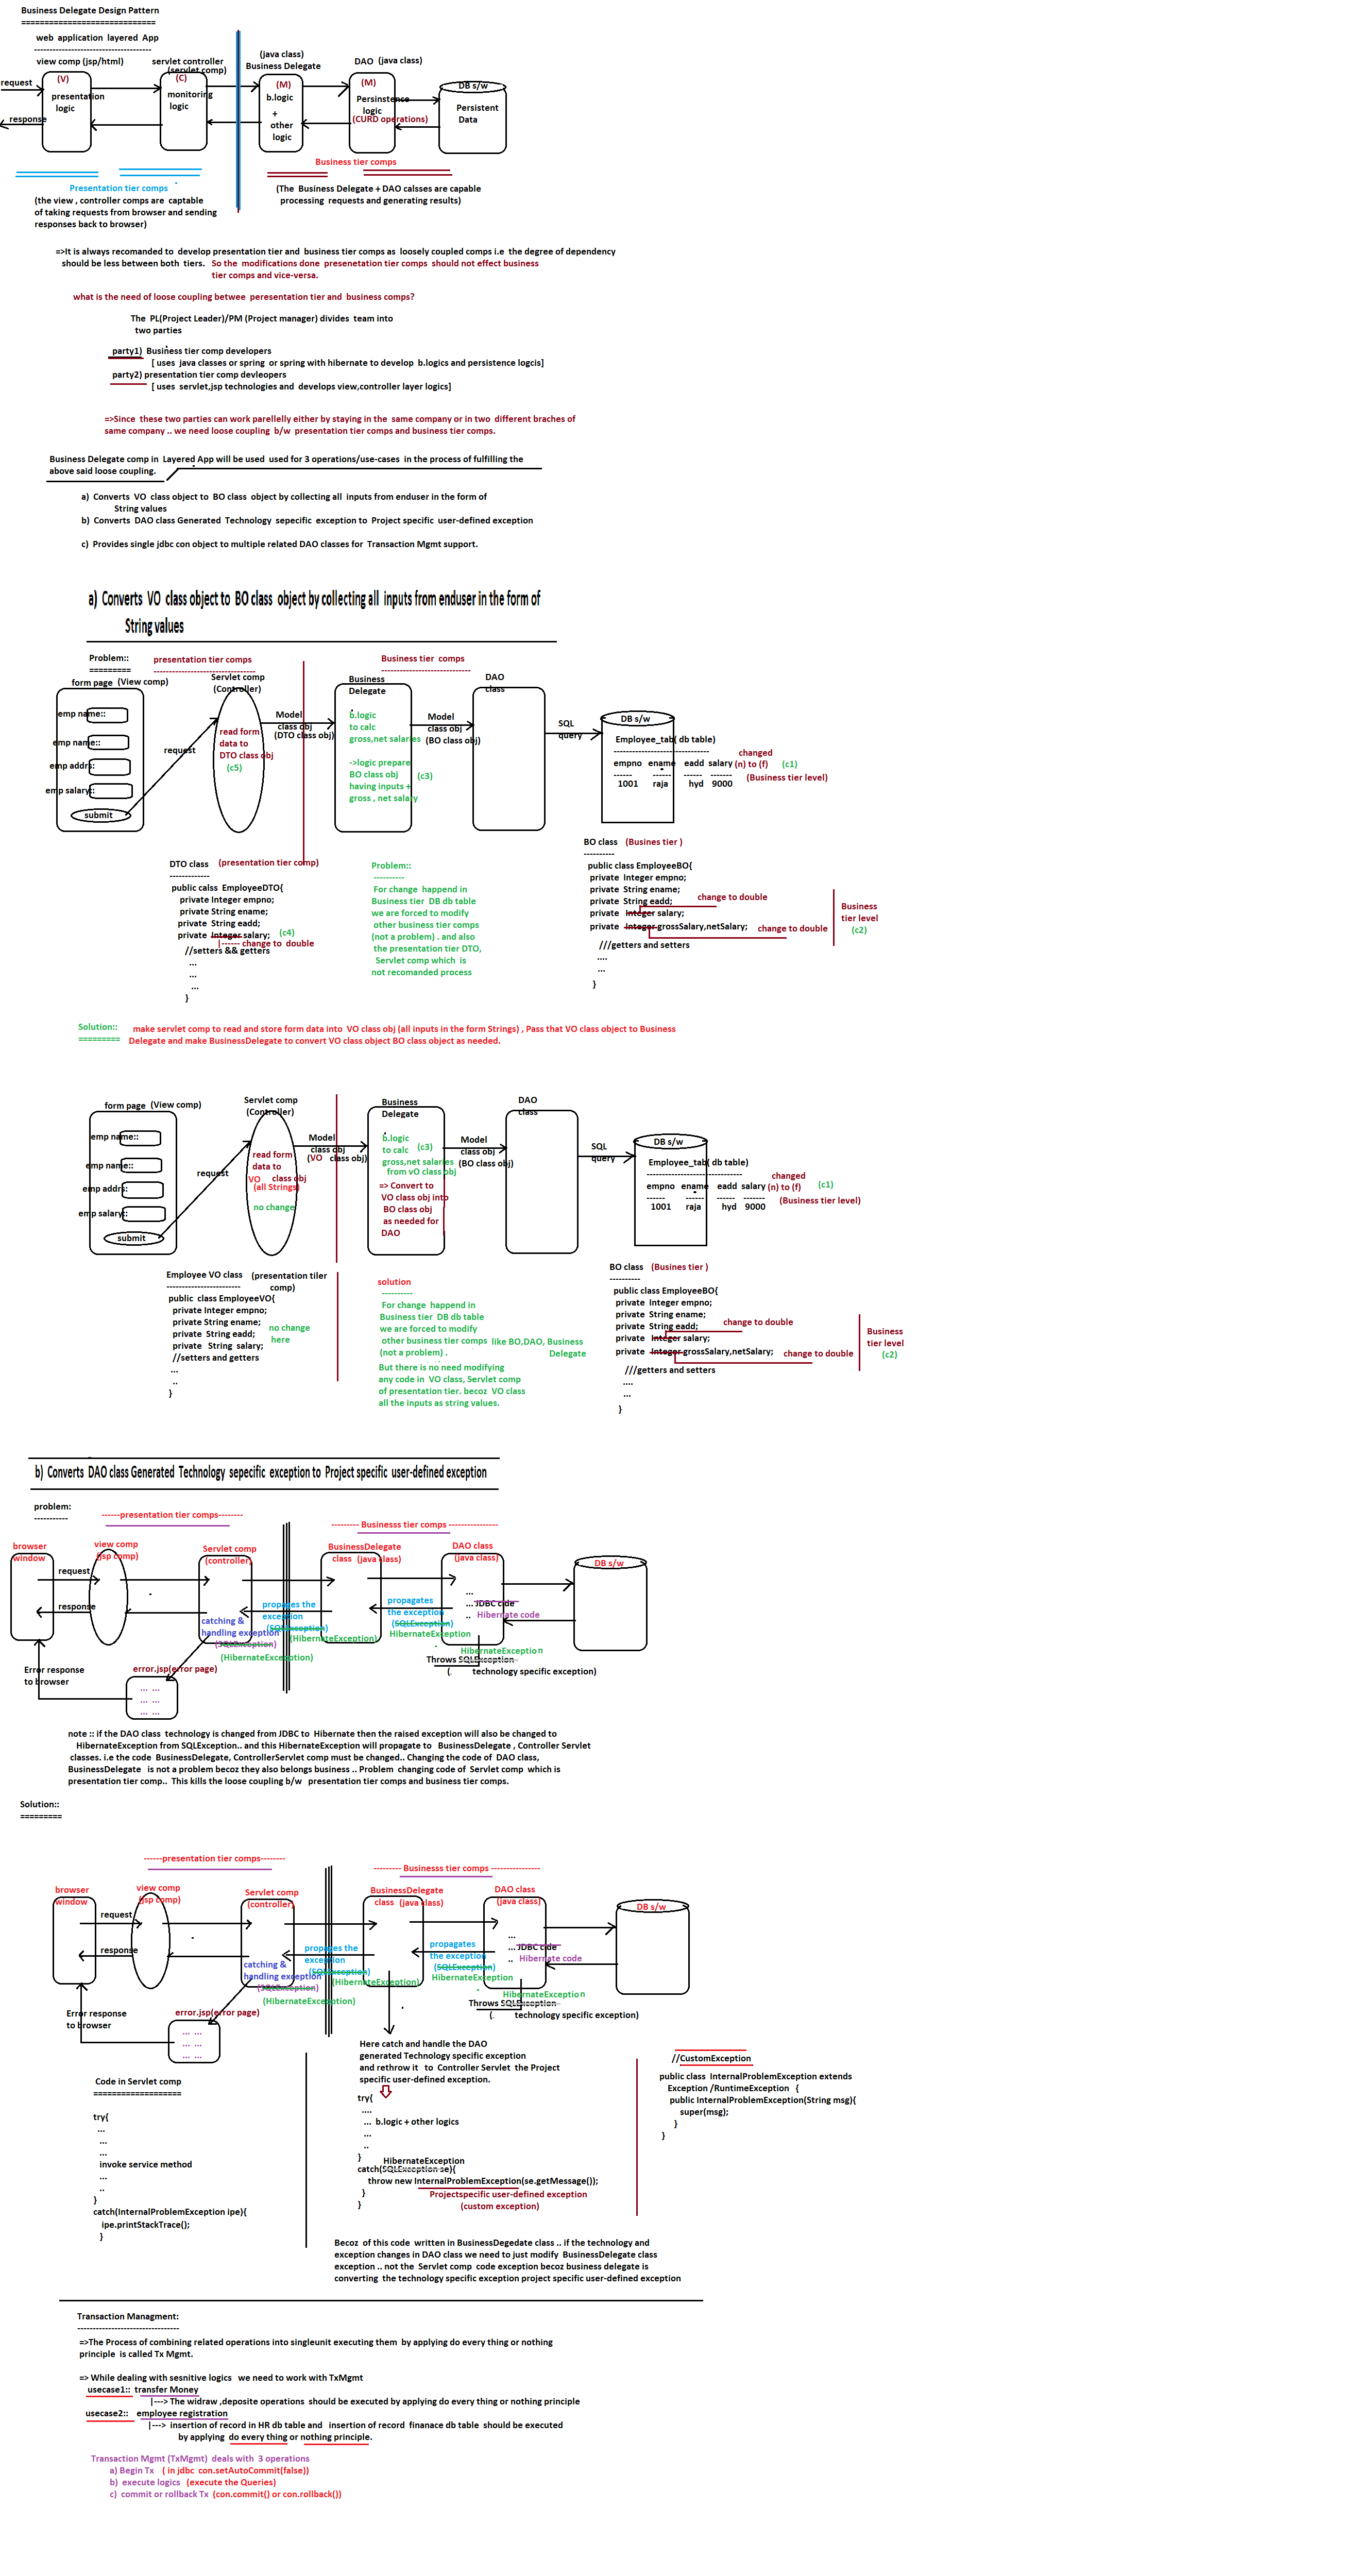 Business Delegate Design Pattern
=============================
web application layered App
--------------------------------------
view comp (jsp/html)
servlet controller
(servlet comp)
(java class)
Business Delegate
DAO (java class)
request
(V)
presentation
logic
(C)
monitoring
logic
(M)
b.logic
+
other
logic
(M)
Persinstence
logic
(CURD operations)
DB s/w
Persistent
Data
response
Business tier comps
Presentation tier comps
(the view , controller comps are captable
of taking requests from browser and sending
responses back to browser)
(The Business Delegate + DAO calsses are capable
processing requests and generating results)
=>It is always recomanded to develop presentation tier and business tier comps as loosely coupled comps i.e the degree of dependency
should be less between both tiers. So the modifications done presenetation tier comps should not effect business
tier comps and vice-versa.
what is the need of loose coupling betwee peresentation tier and business comps?
The PL(Project Leader)/PM (Project manager) divides team into
two parties
party1) Business tier comp developers
[ uses java classes or spring or spring with hibernate to develop b.logics and persistence logcis]
party2) presentation tier comp devleopers
[ uses servlet,jsp technologies and develops view,controller layer logics]
=>Since these two parties can work parellelly either by staying in the same company or in two different braches of
same company .. we need loose coupling b/w presentation tier comps and business tier comps.
Business Delegate comp in Layered App will be used used for 3 operations/use-cases in the process of fulfilling the
above said loose coupling.
a) Converts VO class object to BO class object by collecting all inputs from enduser in the form of
String values
b) Converts DAO class Generated Technology sepecific exception to Project specific user-defined exception
c) Provides single jdbc con object to multiple related DAO classes for Transaction Mgmt support.
a) Converts VO class object to BO class object by collecting all inputs from enduser in the form of
String values
Problem::
=========
presentation tier comps
---------------------------------
Business tier comps
-----------------------------
form page (View comp)
Servlet comp
(Controller)
Business
Delegate
DAO
class
emp name::
emp name::
emp addrs:
emp salary::
submit
request
read form
data to
DTO class obj
(c5)
Model
class obj
(DTO class obj)
b.logic
to calc
gross,net salaries
->logic prepare
BO class obj
having inputs +
gross , net salary
(c3)
Model
class obj
(BO class obj)
SQL
query
DB s/w
Employee_tab( db table)
-------------------------------
empno ename eadd salary
------ ------ ------ -------
1001 raja hyd 9000
changed
(n) to (f) (c1)
(Business tier level)
DTO class (presentation tier comp)
-------------
public calss EmployeeDTO{
private Integer empno;
private String ename;
private String eadd;
private Integer salary; (c4)
|------ change to double
//setters && getters
...
...
...
}
Problem::
----------
For change happend in
Business tier DB db table
we are forced to modify
other business tier comps
(not a problem) . and also
the presentation tier DTO,
Servlet comp which is
not recomanded process
BO class (Busines tier )
----------
public class EmployeeBO{
private Integer empno;
private String ename;
private String eadd; change to double
private Integer salary;
private Integer grossSalary,netSalary; change to double
///getters and setters
....
...
}
Business
tier level
(c2)
Solution::
=========
make servlet comp to read and store form data into VO class obj (all inputs in the form Strings) , Pass that VO class object to Business
Delegate and make BusinessDelegate to convert VO class object BO class object as needed.
form page (View comp)
Servlet comp
(Controller)
Business
Delegate
DAO
class
emp name::
emp name::
emp addrs:
emp salary::
submit
request
read form
data to
VO class obj
(all Strings)
no change
Model
class obj
(VO class obj)
b.logic
to calc (c3)
gross,net salaries
from vO class obj
=> Convert to
VO class obj into
BO class obj
as needed for
DAO
Model
class obj
(BO class obj)
SQL
query
DB s/w
Employee_tab( db table)
-------------------------------
empno ename eadd salary
------ ------ ------ -------
1001 raja hyd 9000
changed
(n) to (f) (c1)
(Business tier level)
Employee VO class (presentation tiler
comp)
------------------------
public class EmployeeVO{
private Integer empno;
private String ename;
private String eadd;
private String salary;
//setters and getters
...
..
}
no change
here
solution
----------
For change happend in
Business tier DB db table
we are forced to modify
other business tier comps like BO,DAO, Business
Delegate
(not a problem) .
But there is no need modifying
any code in VO class, Servlet comp
of presentation tier. becoz VO class
all the inputs as string values.
BO class (Busines tier )
----------
public class EmployeeBO{
private Integer empno;
private String ename;
private String eadd; change to double
private Integer salary;
private Integer grossSalary,netSalary; change to double
///getters and setters
....
...
}
Business
tier level
(c2)
b) Converts DAO class Generated Technology sepecific exception to Project specific user-defined exception
problem:
-----------
------presentation tier comps--------
--------- Businesss tier comps ----------------
browser
window
view comp
(jsp comp)
Servlet comp
(controller)
BusinessDelegate
class (java class)
DAO class
(java class)
DB s/w
request
response
catching &
handling exception
(SQLException)
(HibernateException)
propages the
exception
(SQLException)
(HibernateException)
propagates
the exception
(SQLException)
HibernateException
...
... JDBC code
.. Hibernate code
HibernateException
Throws SQLException
(. technology specific exception)
Error response
to browser
error.jsp(error page)
... ...
... ...
... ...
note :: if the DAO class technology is changed from JDBC to Hibernate then the raised exception will also be changed to
HibernateException from SQLException.. and this HibernateException will propagate to BusinessDelegate , Controller Servlet
classes. i.e the code BusinessDelegate, ControllerServlet comp must be changed.. Changing the code of DAO class,
BusinessDelegate is not a problem becoz they also belongs business .. Problem changing code of Servlet comp which is
presentation tier comp.. This kills the loose coupling b/w presentation tier comps and business tier comps.
Solution::
=========
------presentation tier comps--------
--------- Businesss tier comps ----------------
browser
window
view comp
(jsp comp)
Servlet comp
(controller)
BusinessDelegate
class (java class)
DAO class
(java class)
DB s/w
request
response
catching &
handling exception
(SQLException)
(HibernateException)
propages the
exception
(SQLException)
(HibernateException)
propagates
the exception
(SQLException)
HibernateException
...
... JDBC code
.. Hibernate code
HibernateException
Throws SQLException
(. technology specific exception)
Error response
to browser
error.jsp(error page)
... ...
... ...
... ...
Here catch and handle the DAO
generated Technology specific exception
and rethrow it to Controller Servlet the Project
specific user-defined exception.
try{
....
... b.logic + other logics
...
..
}
HibernateException
catch(SQLException se){
throw new InternalProblemException(se.getMessage());
}
}
Projectspecific user-defined exception
(custom exception)
//CustomException
public class InternalProblemException extends
Exception /RuntimeException {
public InternalProblemException(String msg){
super(msg);
}
}
Code in Servlet comp
===================
try{
...
...
...
invoke service method
...
..
}
catch(InternalProblemException ipe){
ipe.printStackTrace();
}
Becoz of this code written in BusinessDegedate class .. if the technology and
exception changes in DAO class we need to just modify BusinessDelegate class
exception .. not the Servlet comp code exception becoz business delegate is
converting the technology specific exception project specific user-defined exception
Transaction Managment:
---------------------------------
=>The Process of combining related operations into singleunit executing them by applying do every thing or nothing
principle is called Tx Mgmt.
=> While dealing with sesnitive logics we need to work with TxMgmt
usecase1:: transfer Money
|---> The widraw ,deposite operations should be executed by applying do every thing or nothing principle
usecase2:: employee registration
|---> insertion of record in HR db table and insertion of record finanace db table should be executed
by applying do every thing or nothing principle.
Transaction Mgmt (TxMgmt) deals with 3 operations
a) Begin Tx ( in jdbc con.setAutoCommit(false))
b) execute logics (execute the Queries)
c) commit or rollback Tx (con.commit() or con.rollback())